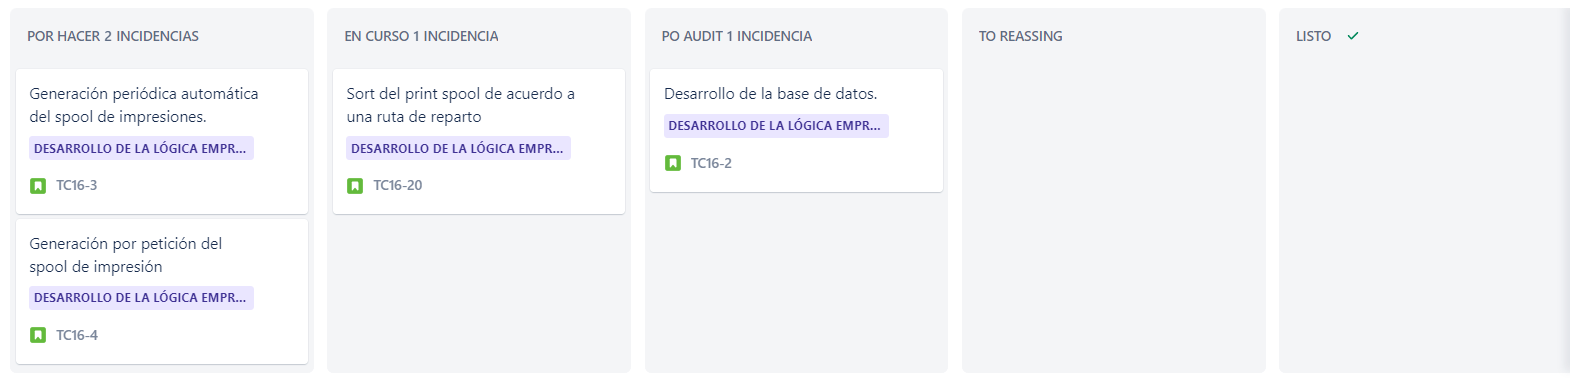 POR HACER 2 INCIDENCIAS
Generación periódica automática
del spool de impresiones.
DESARROLLO DE LA LÓGICA EMPR...
TC16-3
Generación por petición del
spool de impresión
DESARROLLO DE LA LÓGICA EMPR...
TC16-4
EN CURSO 1 INCIDENCIA
Sort del print spool de acuerdo a
una ruta de reparto
DESARROLLO DE LA LÓGICA EMPR...
TC16-20
PO AUDIT 1 INCIDENCIA
Desarrollo de la base de datos.
DESARROLLO DE LA LÓGICA EMPR...
TC16-2
TO REASSING
LISTO